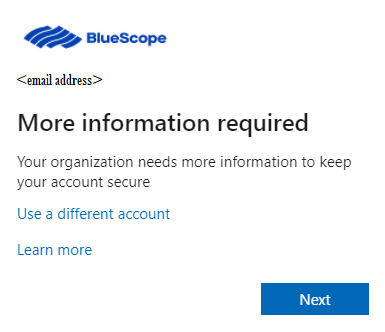 BlueScope
<email address>
More information required
Your organization needs more information to keep
your account secure
Use a different account
Learn more
Next